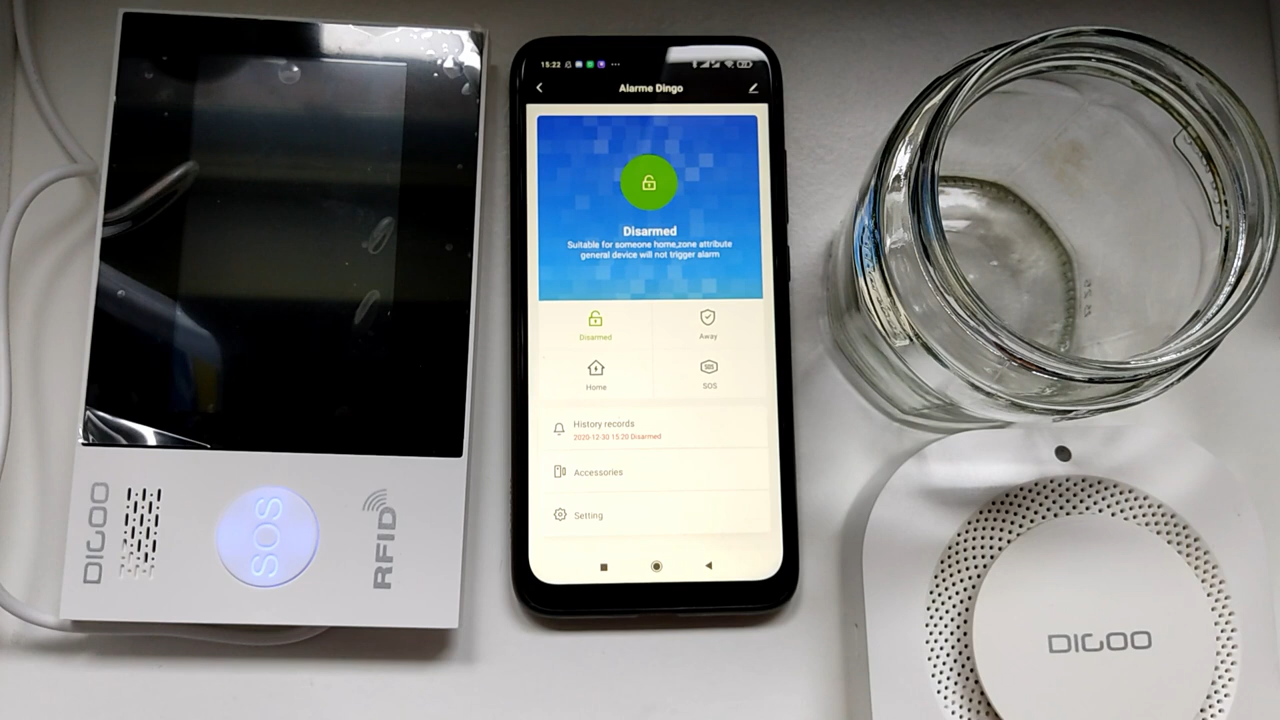 DIGOO
SOS
RFID
15:22
Alarme Dingo
Disarmed
Suitable for someone home,zone attribute
general device will not trigger alarm
Disarmed
Away
Home
SOS
SOS
History records
2020-12-30 15:20 Disarmed
Accessories
Setting
DIGOO